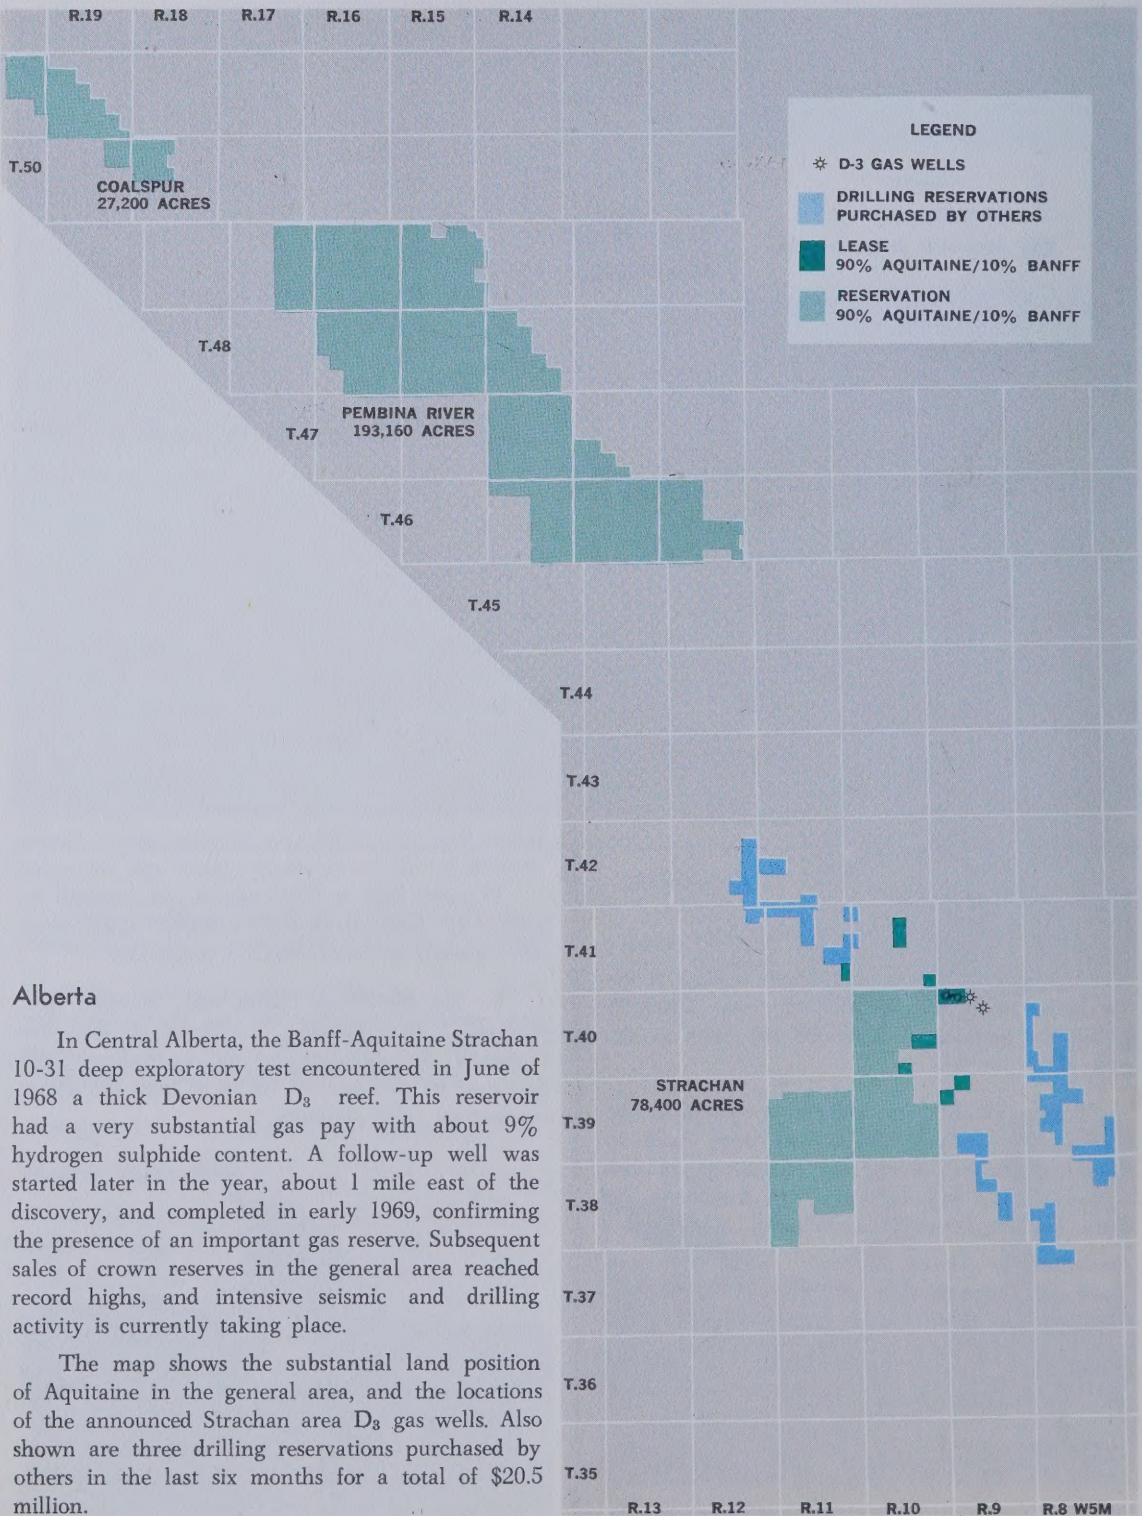 R.19 R.18 R.17 R.16 R.15 R.14
LEGEND
D-3 GAS WELLS
DRILLING RESERVATIONS
PURCHASED BY OTHERS
LEASE
90% AQUITAINE/10% BANFF
RESERVATION
90% AQUITAINE/10% BANFF
T.50
COALSPUR
27,200 ACRES
T.48
PEMBINA RIVER
193,160 ACRES
T.47
T.46
T.45
T.44
T.43
T.42
T.41
T.40
STRACHAN
78,400 ACRES
T.39
T.38
T.37
T.36
T.35
R.13 R.12 R.11 R.10 R.9 R.8 W5M
Alberta
In Central Alberta, the Banff-Aquitaine Strachan
10-31 deep exploratory test encountered in June of
1968 a thick Devonian D₃ reef. This reservoir
had a very substantial gas pay with about 9%
hydrogen sulphide content. A follow-up well was
started later in the year, about 1 mile east of the
discovery, and completed in early 1969, confirming
the presence of an important gas reserve. Subsequent
sales of crown reserves in the general area reached
record highs, and intensive seismic and drilling
activity is currently taking place.
The map shows the substantial land position
of Aquitaine in the general area, and the locations
of the announced Strachan area D₃ gas wells. Also
shown are three drilling reservations purchased by
others in the last six months for a total of $20.5
million.